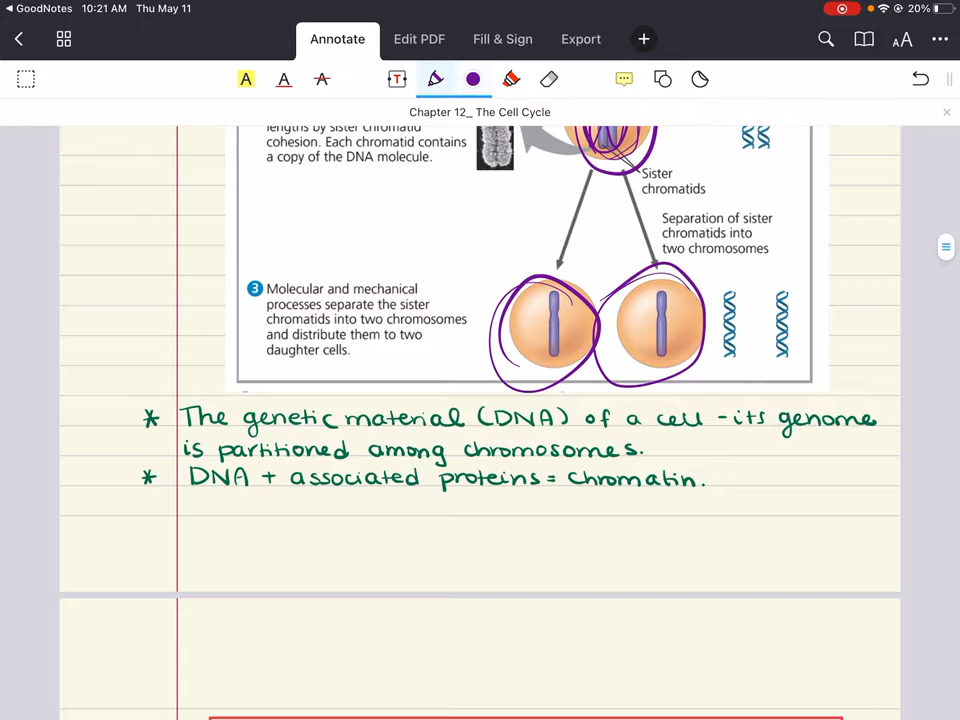 GoodNotes 10:21 AM Thu May 11 20%
Annotate Edit PDF Fill & Sign Export
AA
A A A T
Chapter 12_ The Cell Cycle
lengths by sister chromatid
cohesion. Each chromatid contains
a copy of the DNA molecule.
Sister
chromatids
Separation of sister
chromatids into
two chromosomes
3 Molecular and mechanical
processes separate the sister
chromatids into two chromosomes
and distribute them to two
daughter cells.
* The genetic material (DNA) of a cell - its genome
is partitioned among chromosomes.
* DNA + associated proteins = chromatin.